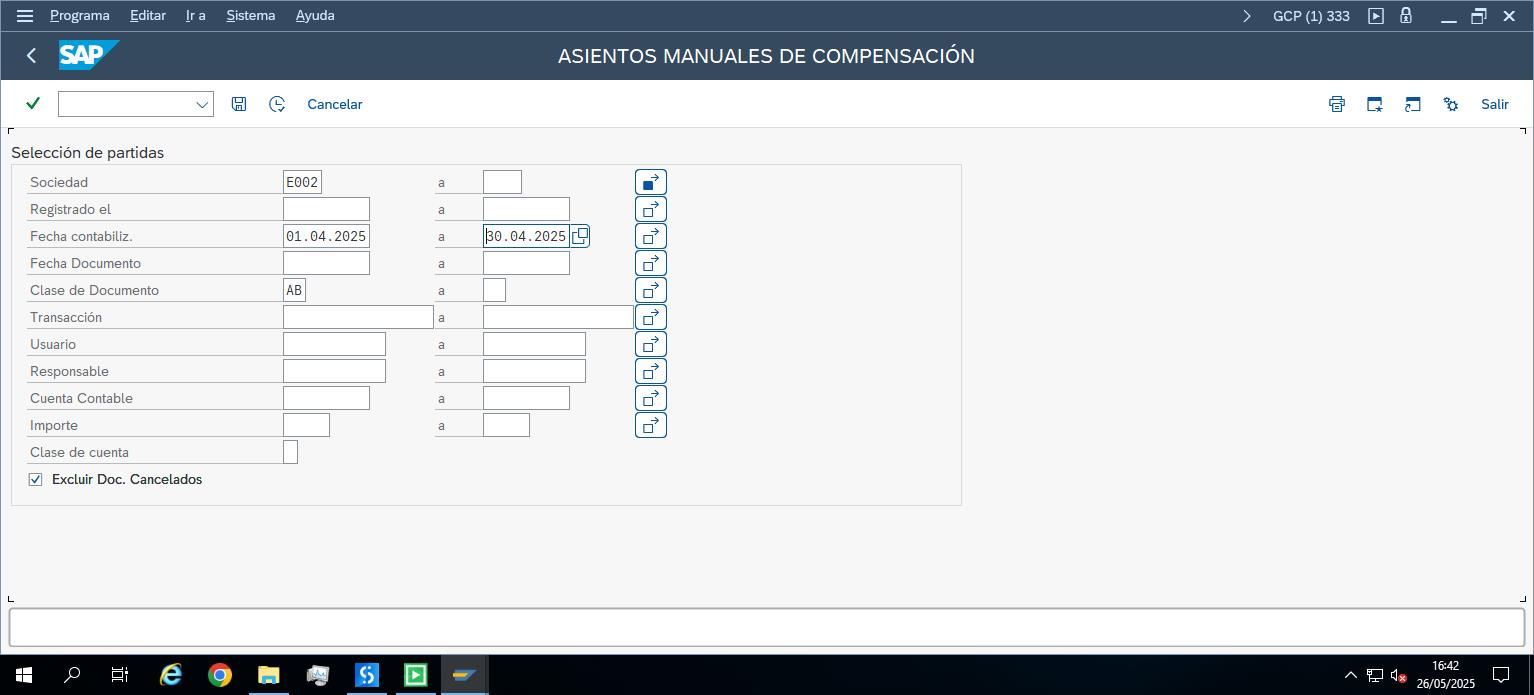 Programa Editar Ir a Sistema Ayuda GCP (1) 333
SAP ASIENTOS MANUALES DE COMPENSACIÓN
Cancelar Salir
Selección de partidas
Sociedad E002 a
Registrado el a
Fecha contabiliz. 01.04.2025 a 30.04.2025
Fecha Documento a
Clase de Documento AB a
Transacción a
Usuario a
Responsable a
Cuenta Contable a
Importe a
Clase de cuenta
Excluir Doc. Cancelados
16:42
26/05/2025